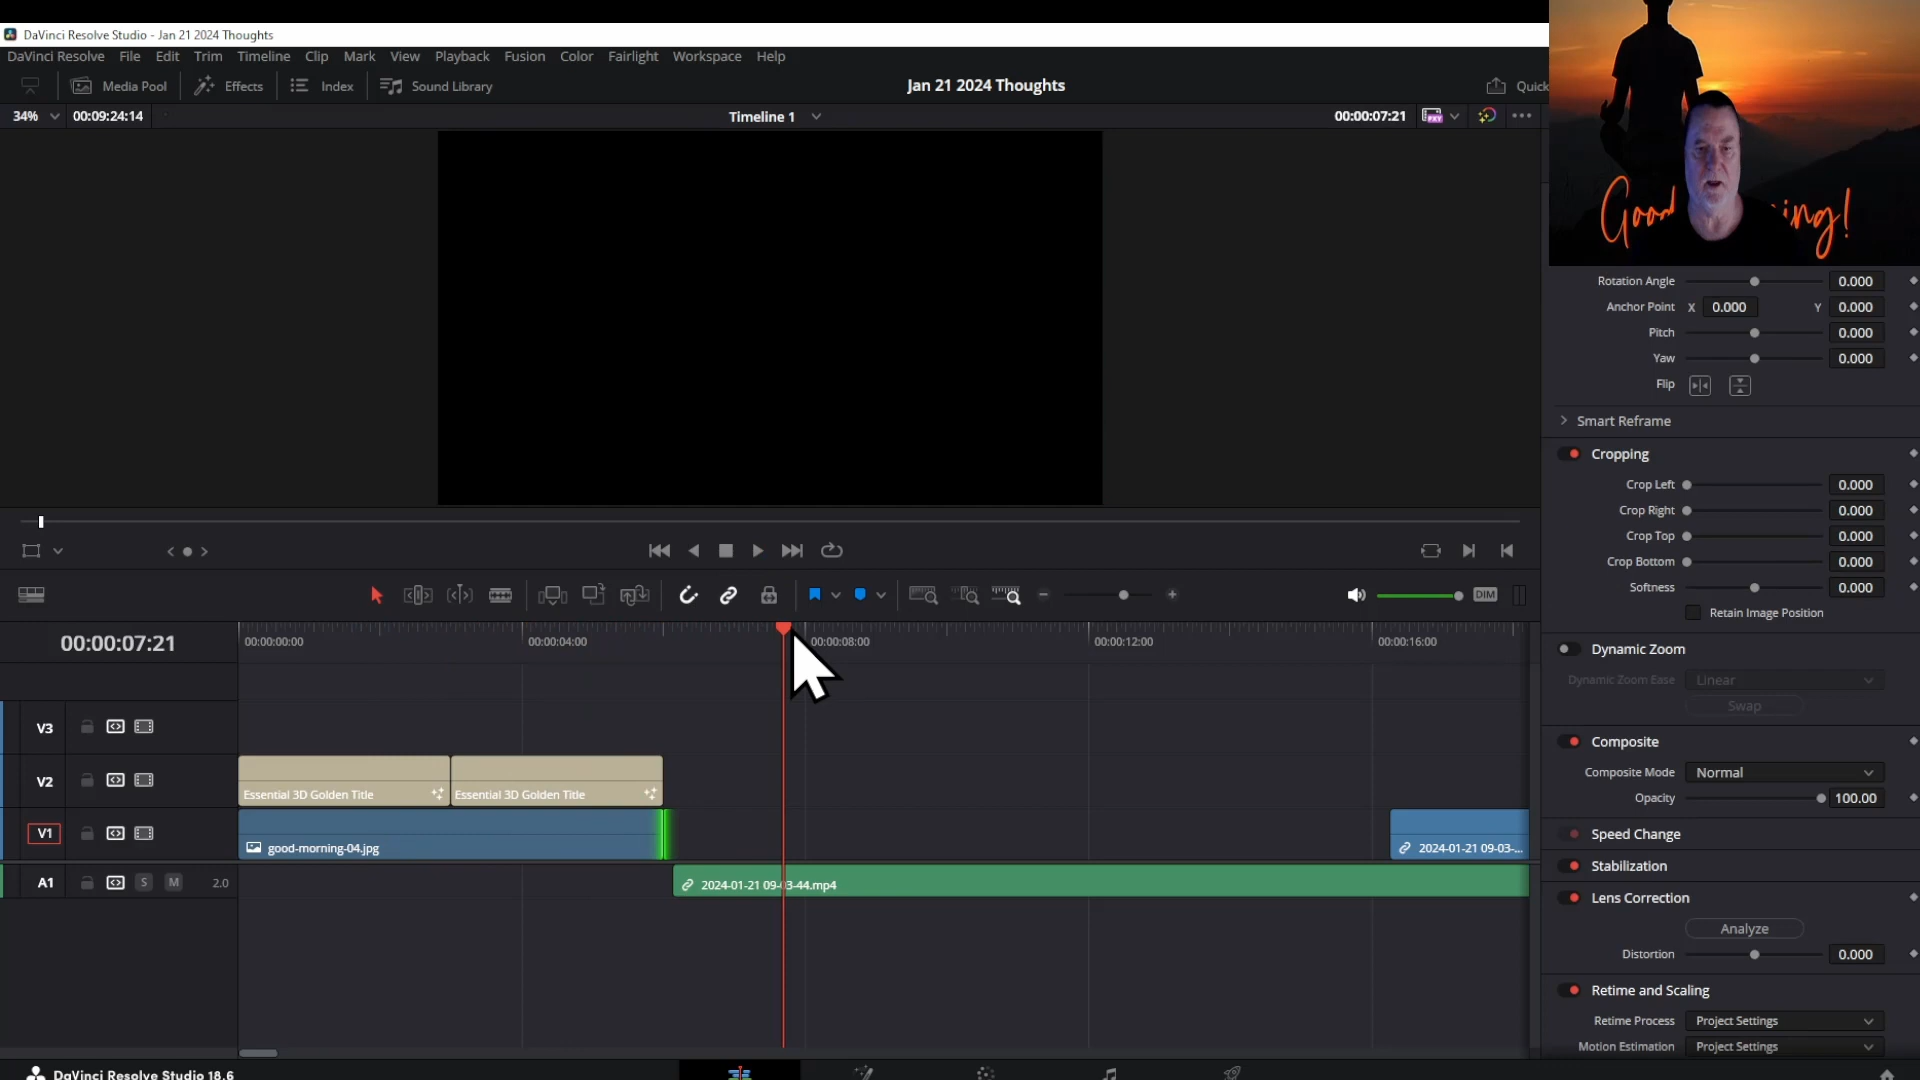 DaVinci Resolve Studio - Jan 21 2024 Thoughts
DaVinci Resolve File Edit Trim Timeline Clip Mark View Playback Fusion Color Fairlight Workspace Help
Media Pool Effects Index Sound Library Jan 21 2024 Thoughts Quick
34% 00:09:24:14 Timeline 1 00:00:07:21 PXY
Good ing!
Rotation Angle 0.000
Anchor Point X 0.000 Y 0.000
Pitch 0.000
Yaw 0.000
Flip
Smart Reframe
Cropping
Crop Left 0.000
Crop Right 0.000
Crop Top 0.000
Crop Bottom 0.000
Softness 0.000
Retain Image Position
Dynamic Zoom
Dynamic Zoom Ease Linear
Swap
Composite
Composite Mode Normal
Opacity 100.00
Speed Change
Stabilization
Lens Correction
Analyze
Distortion 0.000
Retime and Scaling
Retime Process Project Settings
Motion Estimation Project Settings
DIM
00:00:07:21 00:00:00:00 00:00:04:00 00:00:08:00 00:00:12:00 00:00:16:00
V3
V2 Essential 3D Golden Title Essential 3D Golden Title
V1 good-morning-04.jpg 2024-01-21 09-03-...
A1 S M 2.0 2024-01-21 09-03-44.mp4
DaVinci Resolve Studio 18.6